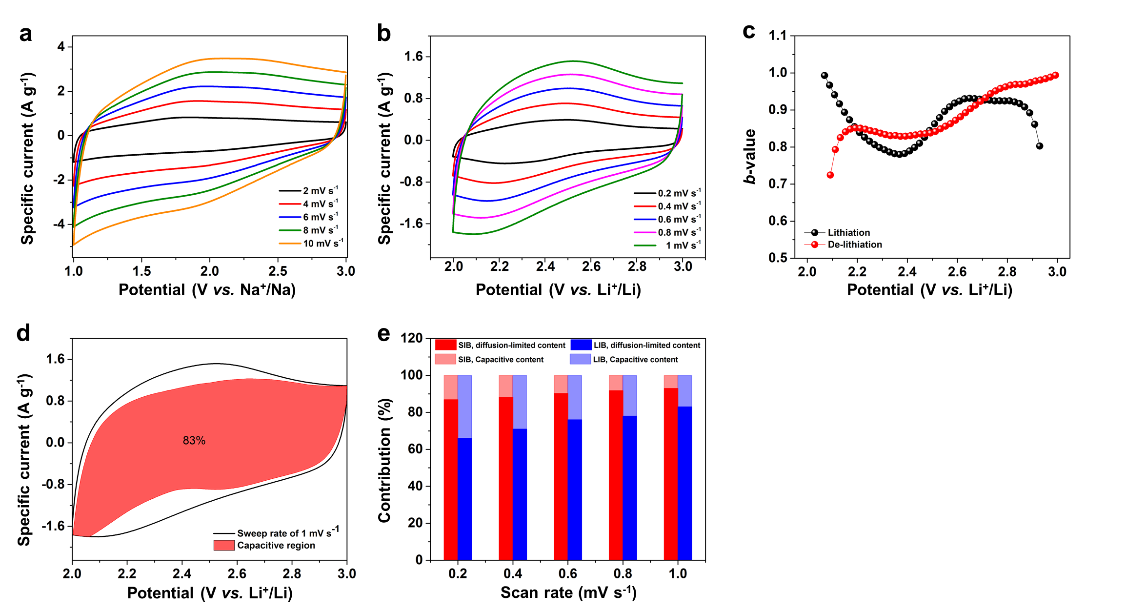 a
4
2
0
-2
-4
Specific current (A g-1)
2 mV s-1
4 mV s-1
6 mV s-1
8 mV s-1
10 mV s-1
1.0
1.5
2.0
2.5
3.0
Potential (V vs. Na+/Na)
b
1.6
0.8
0.0
-0.8
-1.6
Specific current (A g-1)
0.2 mV s-1
0.4 mV s-1
0.6 mV s-1
0.8 mV s-1
1 mV s-1
2.0
2.2
2.4
2.6
2.8
3.0
Potential (V vs. Li+/Li)
c
1.1
1.0
0.9
0.8
0.7
0.6
0.5
b-value
Lithiation
De-lithiation
2.0
2.2
2.4
2.6
2.8
3.0
Potential (V vs. Li+/Li)
d
1.6
0.8
0.0
-0.8
-1.6
Specific current (A g-1)
83%
Sweep rate of 1 mV s-1
Capacitive region
2.0
2.2
2.4
2.6
2.8
3.0
Potential (V vs. Li+/Li)
e
120
100
80
60
40
20
0
Contribution (%)
SIB, diffusion-limited content
LIB, diffusion-limited content
SIB, Capacitive content
LIB, Capacitive content
0.2
0.4
0.6
0.8
1.0
Scan rate (mV s-1)